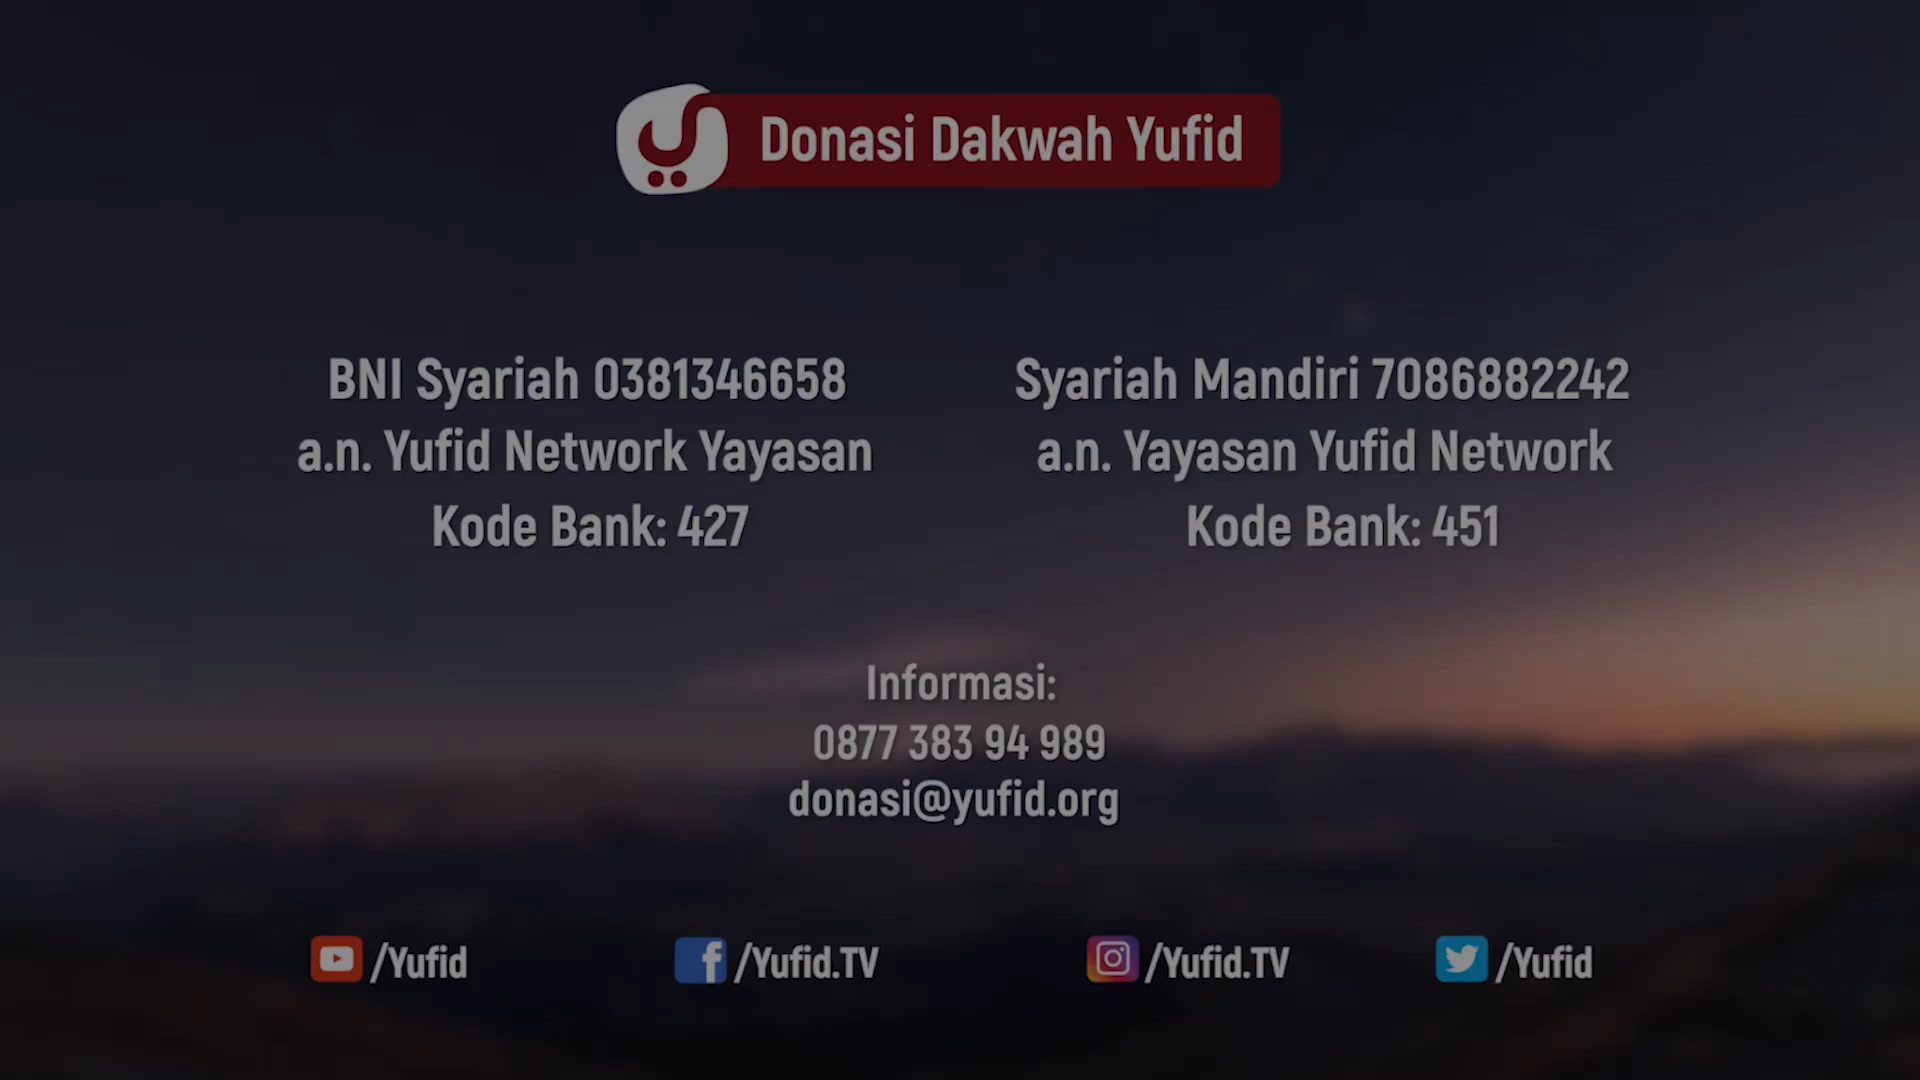 Donasi Dakwah Yufid
BNI Syariah 0381346658
a.n. Yufid Network Yayasan
Kode Bank: 427
Syariah Mandiri 7086882242
a.n. Yayasan Yufid Network
Kode Bank: 451
Informasi:
0877 383 94 989
donasi@yufid.org
/Yufid
/Yufid.TV
/Yufid.TV
/Yufid